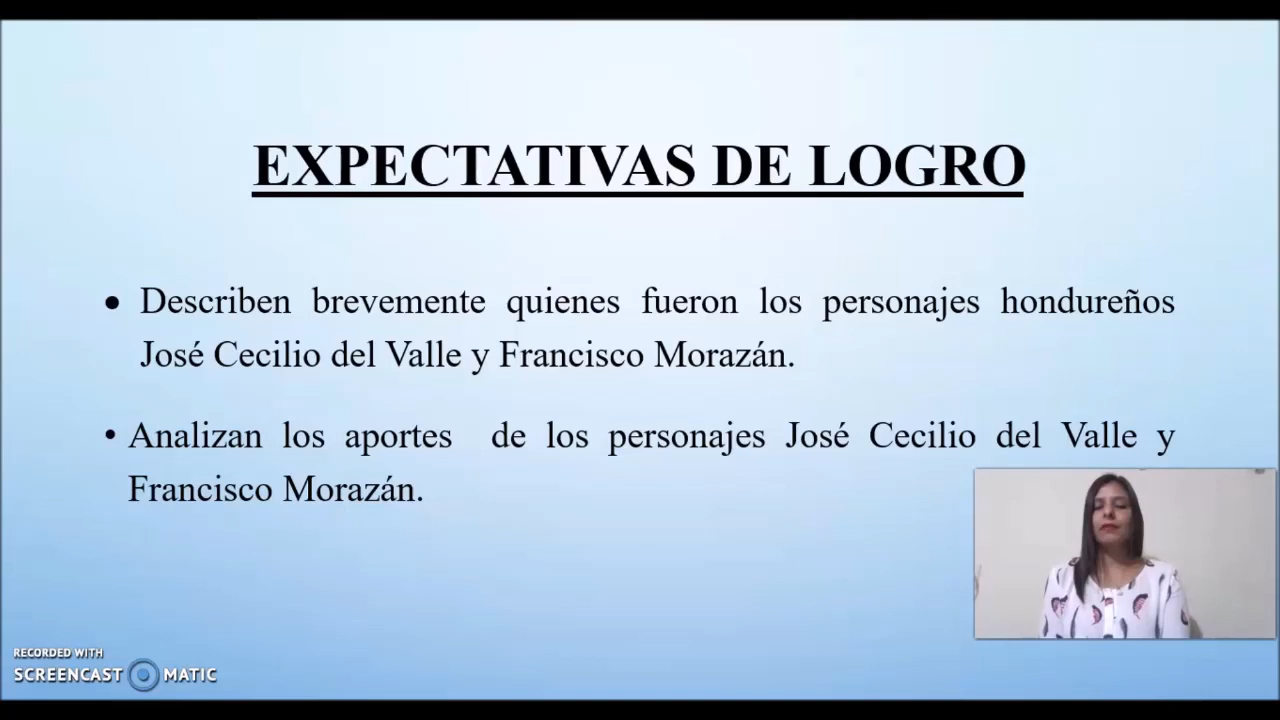 EXPECTATIVAS DE LOGRO
• Describen brevemente quienes fueron los personajes hondureños
José Cecilio del Valle y Francisco Morazán.
• Analizan los aportes de los personajes José Cecilio del Valle y
Francisco Morazán.
RECORDED WITH
SCREENCAST MATIC